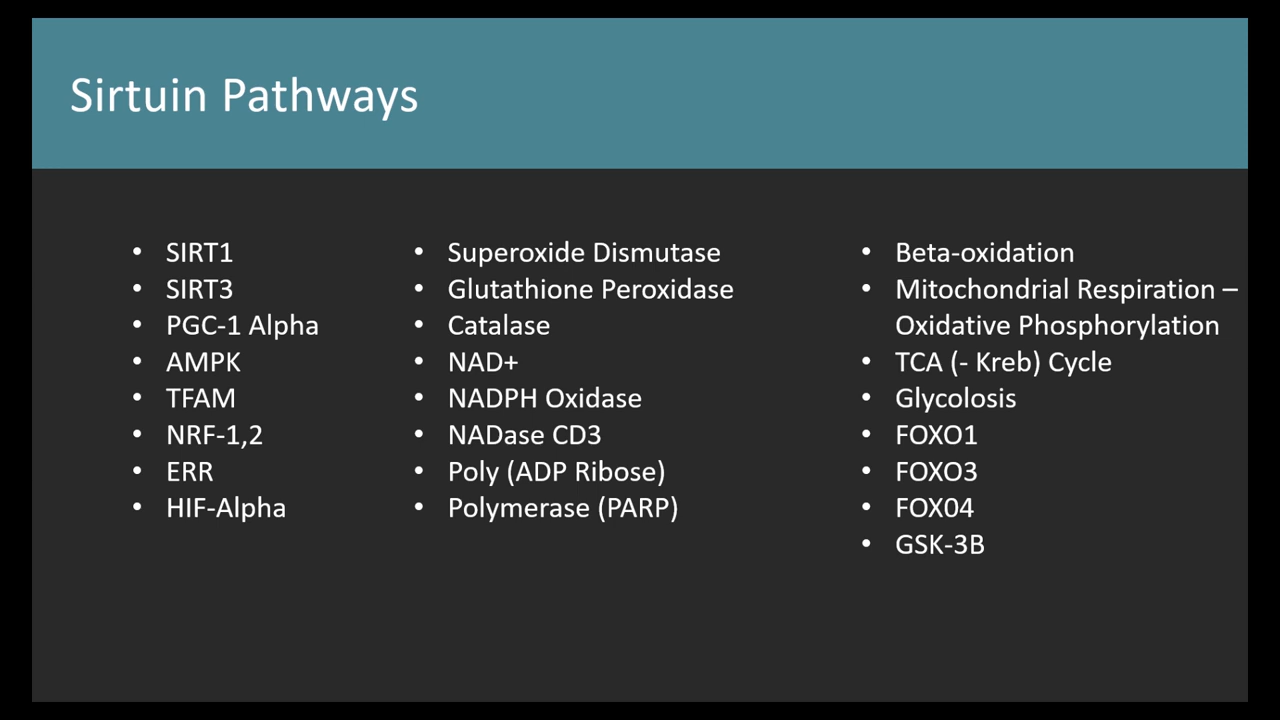 Sirtuin Pathways
• SIRT1
• SIRT3
• PGC-1 Alpha
• AMPK
• TFAM
• NRF-1,2
• ERR
• HIF-Alpha
• Superoxide Dismutase
• Glutathione Peroxidase
• Catalase
• NAD+
• NADPH Oxidase
• NADase CD3
• Poly (ADP Ribose)
• Polymerase (PARP)
• Beta-oxidation
• Mitochondrial Respiration –
Oxidative Phosphorylation
• TCA (- Kreb) Cycle
• Glycolosis
• FOXO1
• FOXO3
• FOX04
• GSK-3B